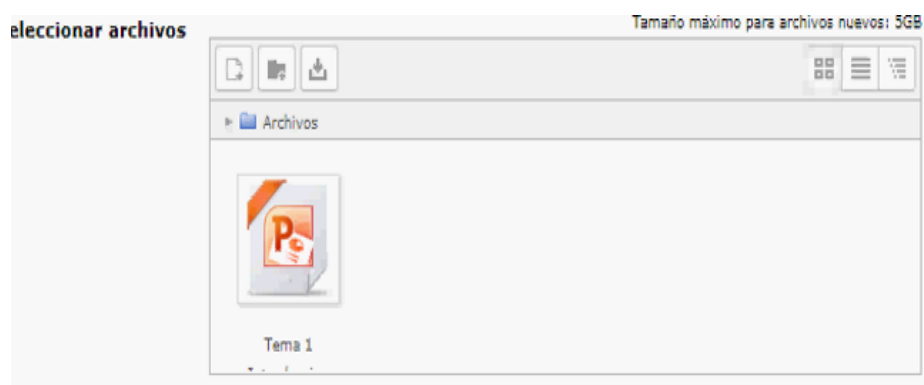 Tamaño máximo para archivos nuevos: 5GB
eleccionar archivos
Archivos
P
Tema 1